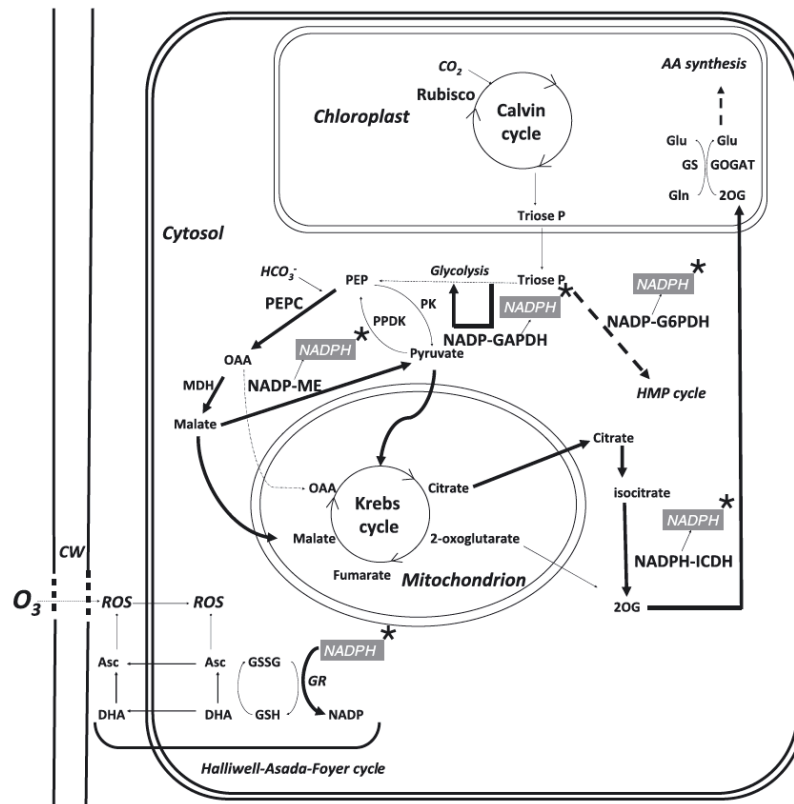 AA synthesis
CO2
Rubisco
Calvin
cycle
Chloroplast
Glu
Glu
GS
GOGAT
Gln
2OG
Triose P
Cytosol
HCO3-
PEP
Glycolysis
Triose P
*
NADPH
*
NADPH
PEPC
PK
PPDK
NADP-G6PDH
*
NADPH
NADP-GAPDH
OAA
Pyruvate
NADP-ME
MDH
HMP cycle
Malate
Citrate
OAA
Citrate
isocitrate
Krebs
cycle
*
NADPH
Malate
2-oxoglutarate
NADPH-ICDH
CW
Fumarate
Mitochondrion
O3
ROS
ROS
2OG
*
NADPH
Asc
Asc
GSSG
GR
DHA
DHA
GSH
NADP
Halliwell-Asada-Foyer cycle